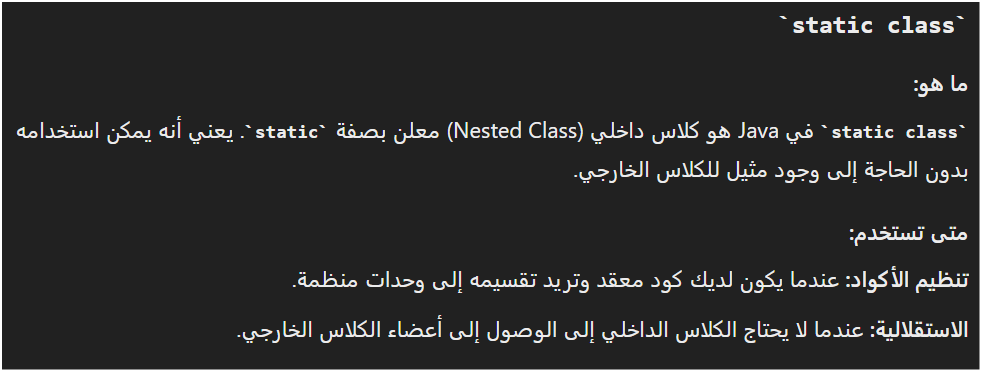 `static class`
ما هو:
`static class` في Java هو كلاس داخلي (Nested Class) معلن بصفة `static`. يعني أنه يمكن استخدامه
بدون الحاجة إلى وجود مثيل للكلاس الخارجي.
متى تستخدم:
تنظيم الأكواد: عندما يكون لديك كود معقد وتريد تقسيمه إلى وحدات منظمة.
الاستقلالية: عندما لا يحتاج الكلاس الداخلي إلى الوصول إلى أعضاء الكلاس الخارجي.